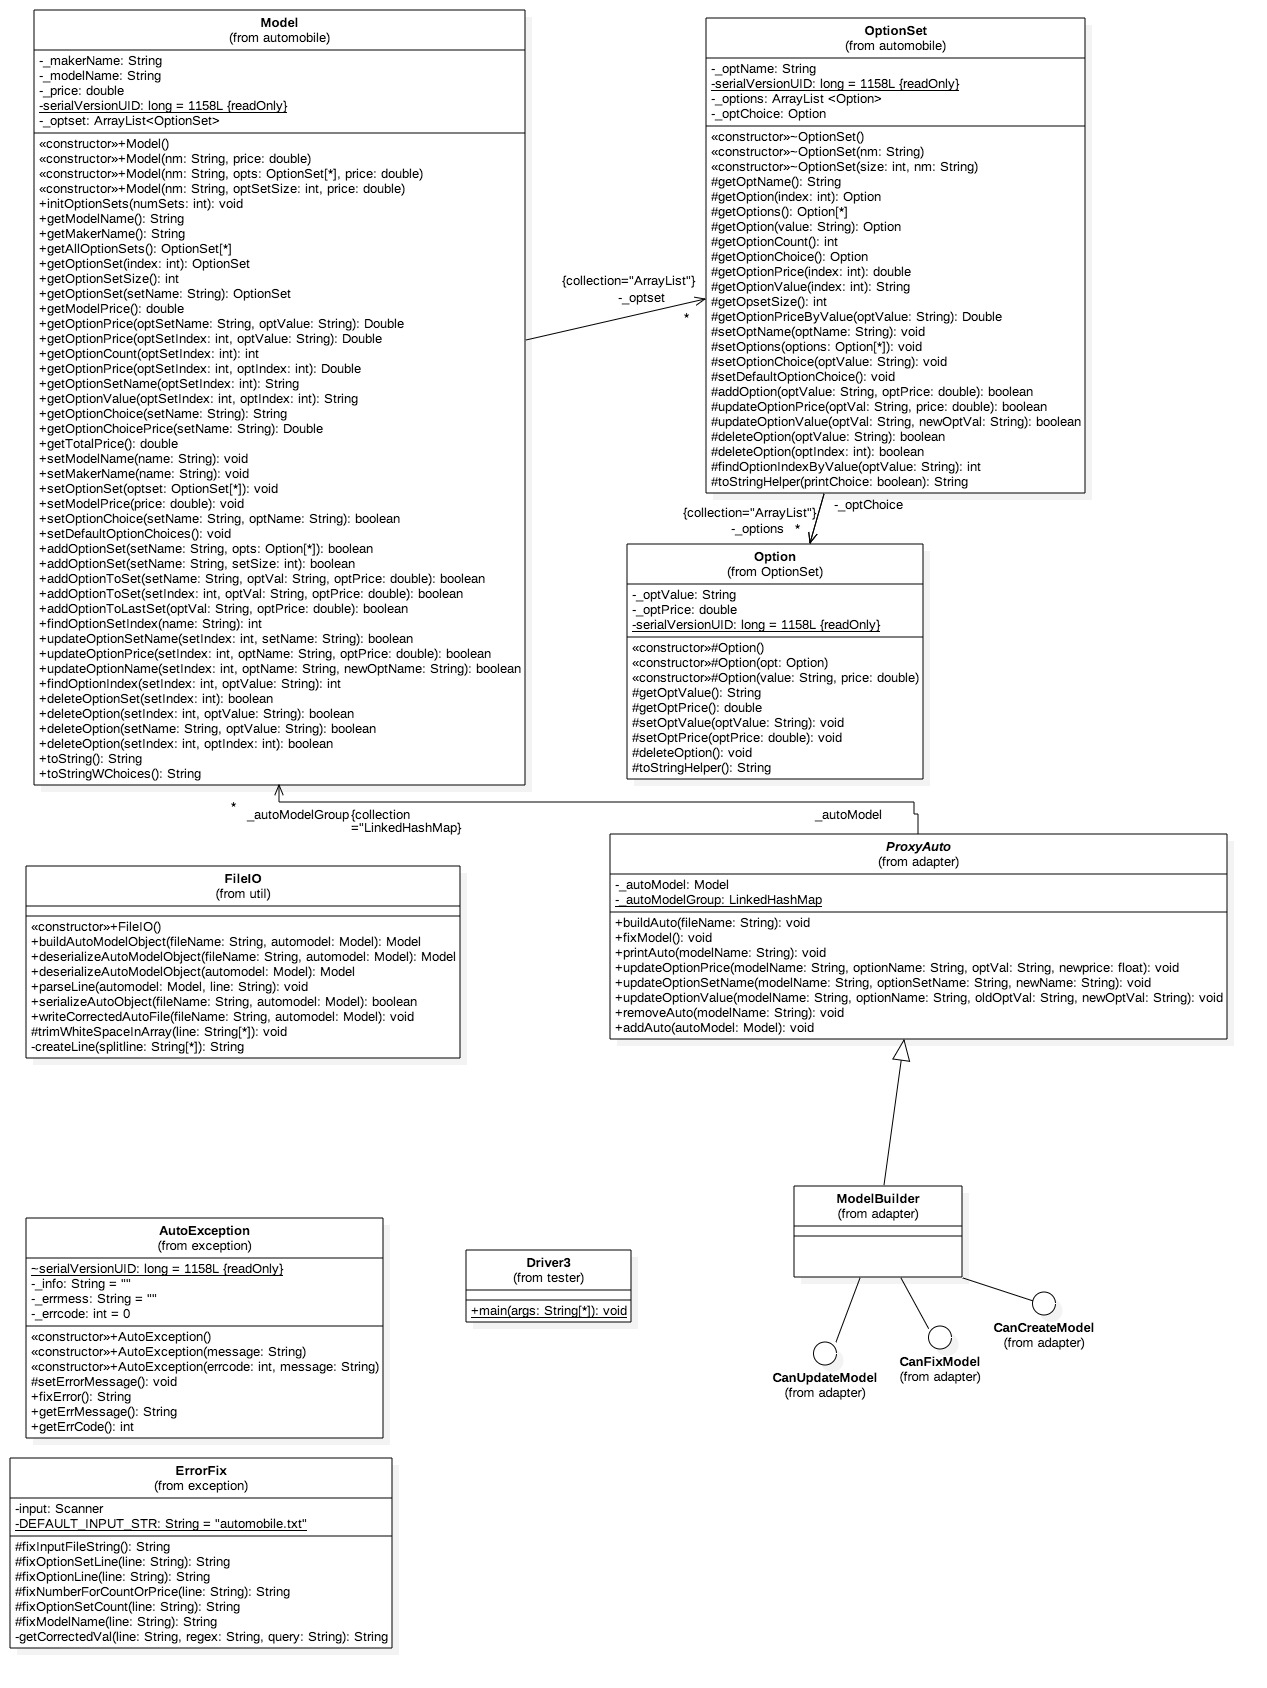 Model
(from automobile)
-_makerName: String
-_modelName: String
-_price: double
-serialVersionUID: long = 1158L {readOnly}
-_optset: ArrayList<OptionSet>
«constructor»+Model()
«constructor»+Model(nm: String, price: double)
«constructor»+Model(nm: String, opts: OptionSet[*], price: double)
«constructor»+Model(nm: String, optSetSize: int, price: double)
+initOptionSets(numSets: int): void
+getModelName(): String
+getMakerName(): String
+getAllOptionSets(): OptionSet[*]
+getOptionSet(index: int): OptionSet
+getOptionSetSize(): int
+getOptionSet(setName: String): OptionSet
+getModelPrice(): double
+getOptionPrice(optSetName: String, optValue: String): Double
+getOptionPrice(optSetIndex: int, optValue: String): Double
+getOptionCount(optSetIndex: int): int
+getOptionPrice(optSetIndex: int, optIndex: int): Double
+getOptionSetName(optSetIndex: int): String
+getOptionValue(optSetIndex: int, optIndex: int): String
+getOptionChoice(setName: String): String
+getOptionChoicePrice(setName: String): Double
+getTotalPrice(): double
+setModelName(name: String): void
+setMakerName(name: String): void
+setOptionSet(optset: OptionSet[*]): void
+setModelPrice(price: double): void
+setOptionChoice(setName: String, optName: String): boolean
+setDefaultOptionChoices(): void
+addOptionSet(setName: String, opts: Option[*]): boolean
+addOptionSet(setName: String, setSize: int): boolean
+addOptionToSet(setName: String, optVal: String, optPrice: double): boolean
+addOptionToSet(setIndex: int, optVal: String, optPrice: double): boolean
+addOptionToLastSet(optVal: String, optPrice: double): boolean
+findOptionSetIndex(name: String): int
+updateOptionSetName(setIndex: int, setName: String): boolean
+updateOptionPrice(setIndex: int, optName: String, optPrice: double): boolean
+updateOptionName(setIndex: int, optName: String, newOptName: String): boolean
+findOptionIndex(setIndex: int, optValue: String): int
+deleteOptionSet(setIndex: int): boolean
+deleteOption(setIndex: int, optValue: String): boolean
+deleteOption(setName: String, optValue: String): boolean
+deleteOption(setIndex: int, optIndex: int): boolean
+toString(): String
+toStringWChoices(): String
{collection="ArrayList"}
-_optset
*
OptionSet
(from automobile)
-_optName: String
-serialVersionUID: long = 1158L {readOnly}
-_options: ArrayList <Option>
-_optChoice: Option
«constructor»~OptionSet()
«constructor»~OptionSet(nm: String)
«constructor»~OptionSet(size: int, nm: String)
#getOptName(): String
#getOption(index: int): Option
#getOptions(): Option[*]
#getOption(value: String): Option
#getOptionCount(): int
#getOptionChoice(): Option
#getOptionPrice(index: int): double
#getOptionValue(index: int): String
#getOpsetSize(): int
#getOptionPriceByValue(optValue: String): Double
#setOptName(optName: String): void
#setOptions(options: Option[*]): void
#setOptionChoice(optValue: String): void
#setDefaultOptionChoice(): void
#addOption(optValue: String, optPrice: double): boolean
#updateOptionPrice(optVal: String, price: double): boolean
#updateOptionValue(optVal: String, newOptVal: String): boolean
#deleteOption(optValue: String): boolean
#deleteOption(optIndex: int): boolean
#findOptionIndexByValue(optValue: String): int
#toStringHelper(printChoice: boolean): String
-_optChoice
{collection="ArrayList"}
-_options *
Option
(from OptionSet)
-_optValue: String
-_optPrice: double
-serialVersionUID: long = 1158L {readOnly}
«constructor»#Option()
«constructor»#Option(opt: Option)
«constructor»#Option(value: String, price: double)
#getOptValue(): String
#getOptPrice(): double
#setOptValue(optValue: String): void
#setOptPrice(optPrice: double): void
#deleteOption(): void
#toStringHelper(): String
*
_autoModelGroup {collection
="LinkedHashMap}
_autoModel
ProxyAuto
(from adapter)
-_autoModel: Model
-_autoModelGroup: LinkedHashMap
+buildAuto(fileName: String): void
+fixModel(): void
+printAuto(modelName: String): void
+updateOptionPrice(modelName: String, optionName: String, optVal: String, newprice: float): void
+updateOptionSetName(modelName: String, optionSetName: String, newName: String): void
+updateOptionValue(modelName: String, optionName: String, oldOptVal: String, newOptVal: String): void
+removeAuto(modelName: String): void
+addAuto(autoModel: Model): void
FileIO
(from util)
«constructor»+FileIO()
+buildAutoModelObject(fileName: String, automodel: Model): Model
+deserializeAutoModelObject(fileName: String, automodel: Model): Model
+deserializeAutoModelObject(automodel: Model): Model
+parseLine(automodel: Model, line: String): void
+serializeAutoObject(fileName: String, automodel: Model): boolean
+writeCorrectedAutoFile(fileName: String, automodel: Model): void
#trimWhiteSpaceInArray(line: String[*]): void
-createLine(splitline: String[*]): String
ModelBuilder
(from adapter)
CanCreateModel
(from adapter)
CanFixModel
(from adapter)
CanUpdateModel
(from adapter)
AutoException
(from exception)
~serialVersionUID: long = 1158L {readOnly}
-_info: String = ""
-_errmess: String = ""
-_errcode: int = 0
«constructor»+AutoException()
«constructor»+AutoException(message: String)
«constructor»+AutoException(errcode: int, message: String)
#setErrorMessage(): void
+fixError(): String
+getErrMessage(): String
+getErrCode(): int
Driver3
(from tester)
+main(args: String[*]): void
ErrorFix
(from exception)
-input: Scanner
-DEFAULT_INPUT_STR: String = "automobile.txt"
#fixInputFileString(): String
#fixOptionSetLine(line: String): String
#fixOptionLine(line: String): String
#fixNumberForCountOrPrice(line: String): String
#fixOptionSetCount(line: String): String
#fixModelName(line: String): String
-getCorrectedVal(line: String, regex: String, query: String): String